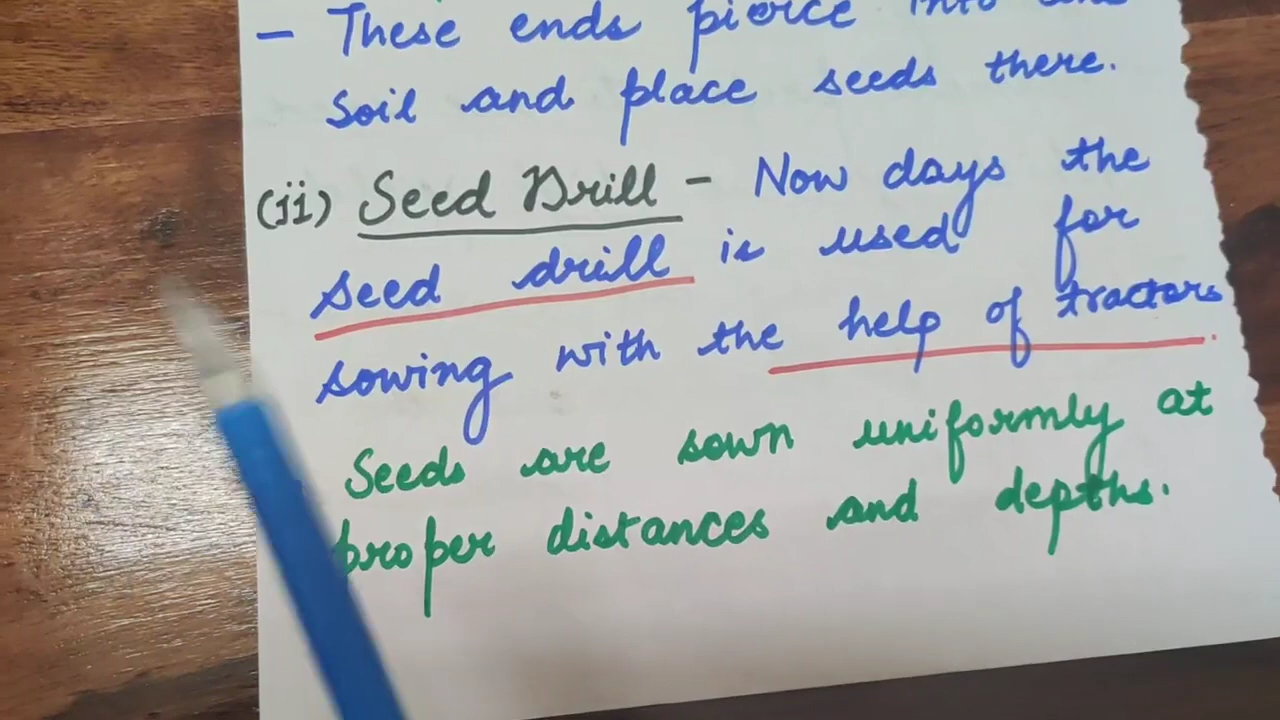 - These ends pierce into the
soil and place seeds there.
(ii) Seed Drill - Now days the
seed drill is used for
sowing with the help of tractors
Seeds are sown uniformly at
proper distances and depths.